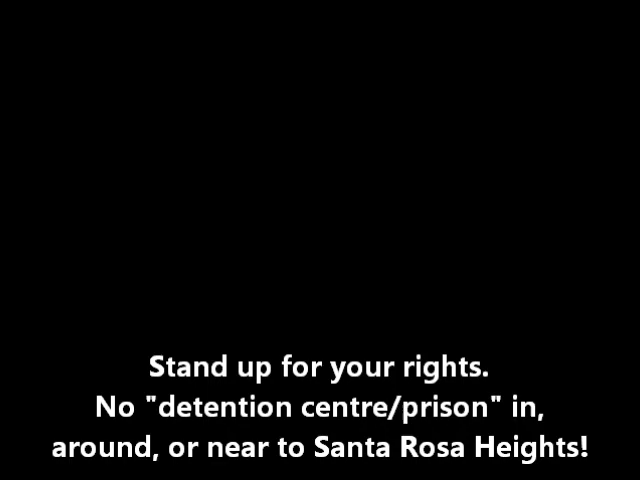 Stand up for your rights.
No "detention centre/prison" in,
around, or near to Santa Rosa Heights!